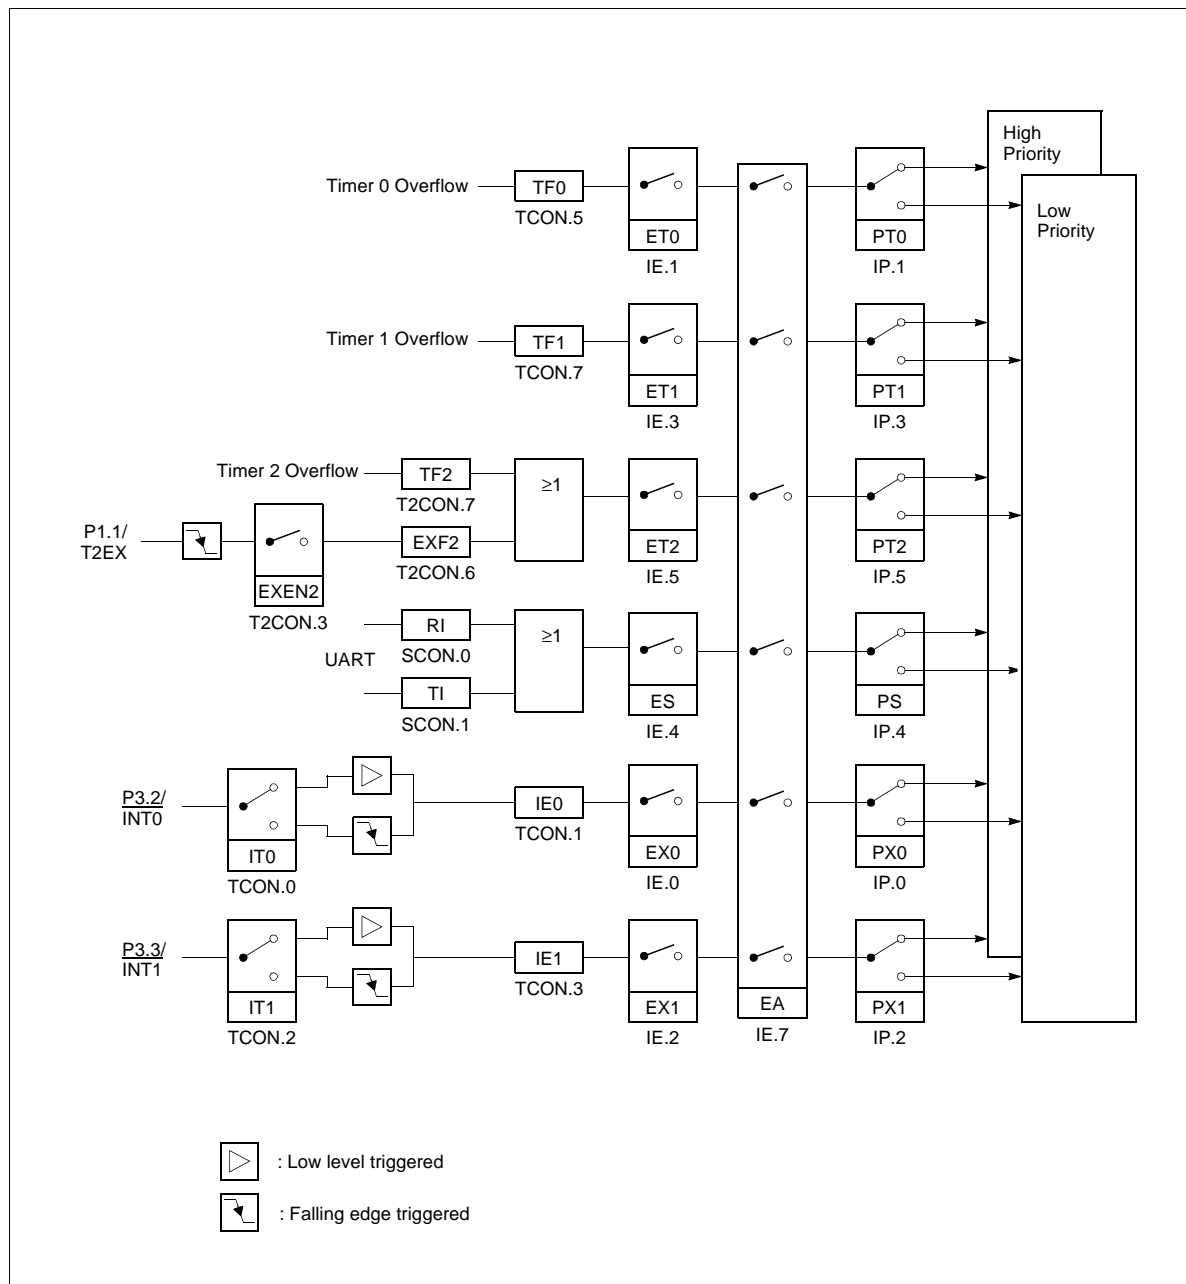 High
Priority
Low
Priority
Timer 0 Overflow
TF0
TCON.5
ET0
IE.1
PT0
IP.1
Timer 1 Overflow
TF1
TCON.7
ET1
IE.3
PT1
IP.3
Timer 2 Overflow
TF2
T2CON.7
≥1
P1.1/
T2EX
EXEN2
T2CON.3
EXF2
T2CON.6
ET2
IE.5
PT2
IP.5
UART
RI
SCON.0
TI
SCON.1
≥1
ES
IE.4
PS
IP.4
P3.2/
INT0
IT0
TCON.0
IE0
TCON.1
EX0
IE.0
PX0
IP.0
P3.3/
INT1
IT1
TCON.2
IE1
TCON.3
EX1
IE.2
EA
IE.7
PX1
IP.2
: Low level triggered
: Falling edge triggered